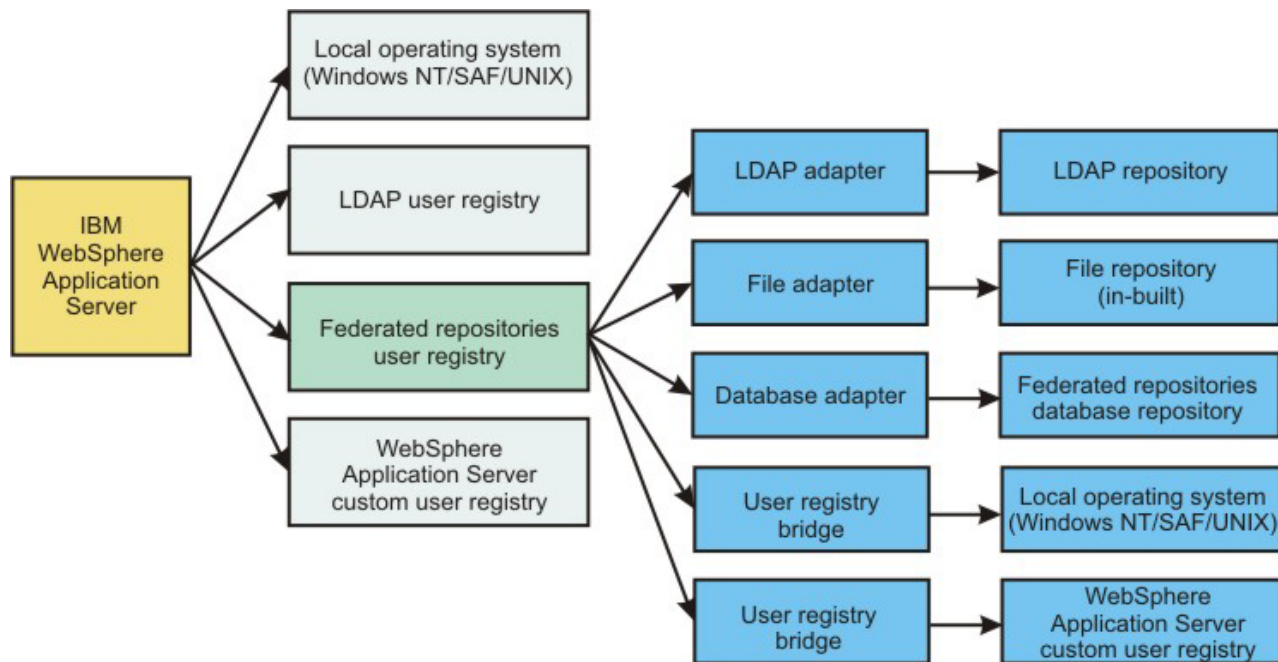 IBM
WebSphere
Application
Server
Local operating system
(Windows NT/SAF/UNIX)
LDAP user registry
Federated repositories
user registry
WebSphere
Application Server
custom user registry
LDAP adapter
LDAP repository
File adapter
File repository
(in-built)
Database adapter
Federated repositories
database repository
User registry
bridge
Local operating system
(Windows NT/SAF/UNIX)
User registry
bridge
WebSphere
Application Server
custom user registry